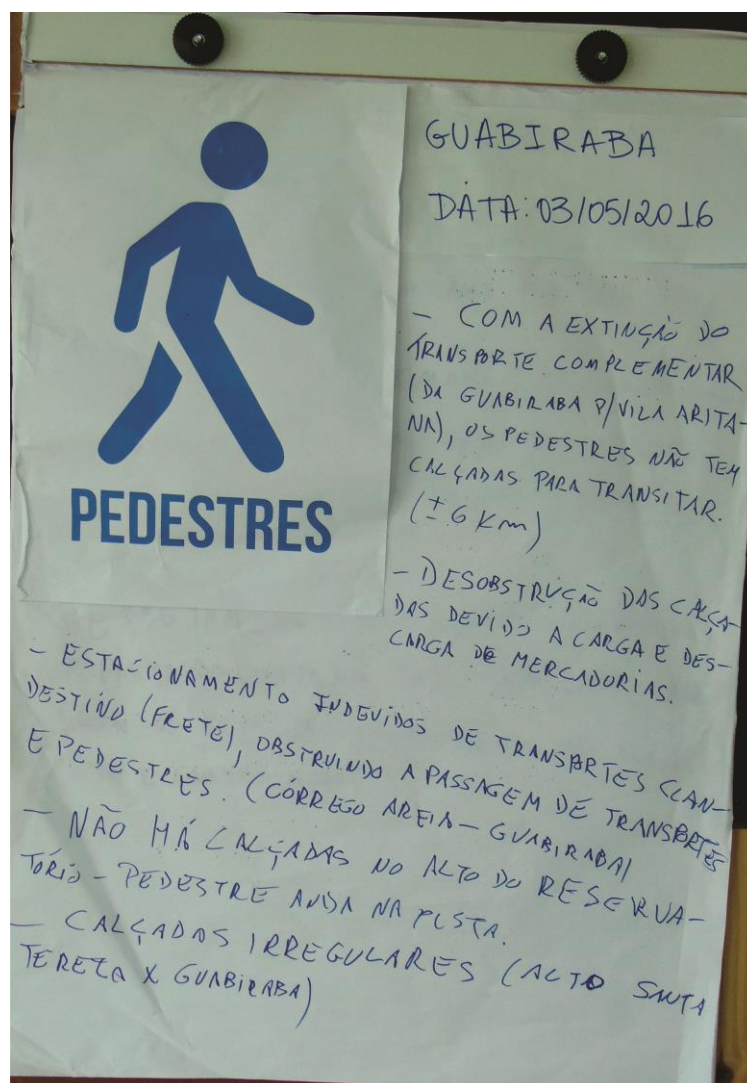 GUABIRABA
DATA: 03/05/2016
PEDESTRES
- COM A EXTINÇÃO DO
TRANSPORTE COMPLEMENTAR
(DA GUABIRABA P/VILA ARITA-
NA), OS PEDESTRES NÃO TEM
CALÇADAS PARA TRANSITAR.
(± 6 Km)
- DESOBSTRUÇÃO DAS CALÇA-
DAS DEVIDO A CARGA E DES-
CARGA DE MERCADORIAS.
- ESTACIONAMENTO INDEVIDOS DE TRANSPORTES CLAN-
DESTINO (FRETE), OBSTRUINDO A PASSAGEM DE TRANSPORTES
E PEDESTRES. (CÓRREGO AREIA - GUABIRABA)
- NÃO HÁ CALÇADAS NO ALTO DO RESERVA-
TÓRIO - PEDESTRE ANDA NA PISTA.
- CALÇADAS IRREGULARES (ALTO SANTA
TEREZA X GUABIRABA)